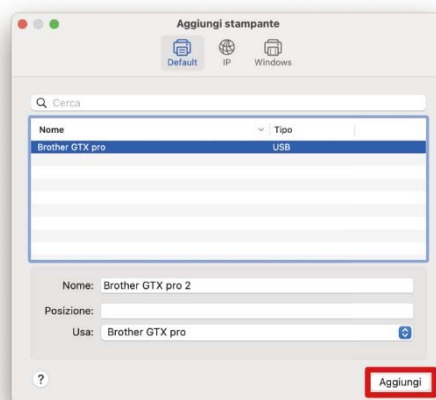 Aggiungi stampante
Default IP Windows
Cerca
Nome Tipo
Brother GTX pro USB
Nome: Brother GTX pro 2
Posizione:
Usa: Brother GTX pro
? Aggiungi